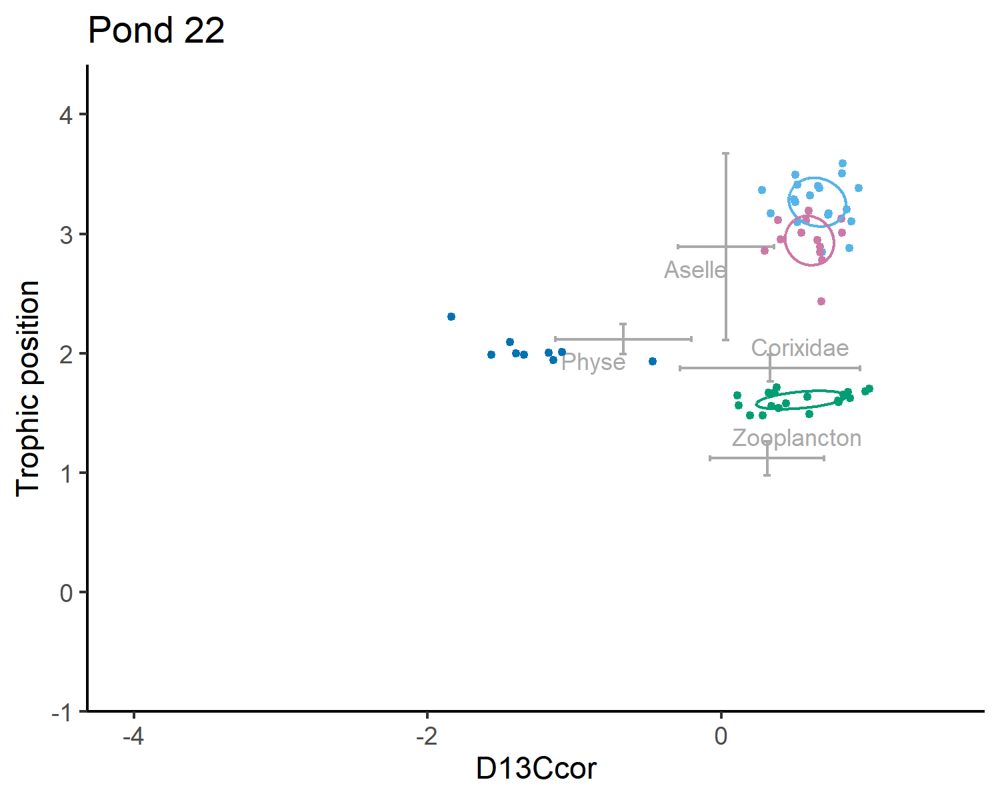 Pond 22
Trophic position
4
3
2
1
0
-1
Aselle
Physe
Corixidae
Zooplancton
-4
-2
0
D13Ccor